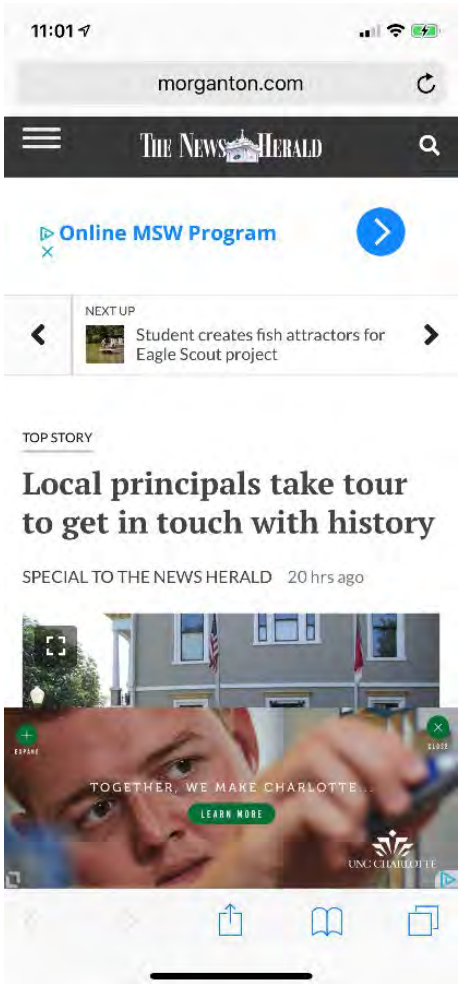 11:01
morganton.com
THE NEWS HERALD
Online MSW Program
NEXT UP
Student creates fish attractors for
Eagle Scout project
TOP STORY
Local principals take tour
to get in touch with history
SPECIAL TO THE NEWS HERALD 20 hrs ago
EXPAND
CLOSE
TOGETHER, WE MAKE CHARLOTTE...
LEARN MORE
UNC CHARLOTTE